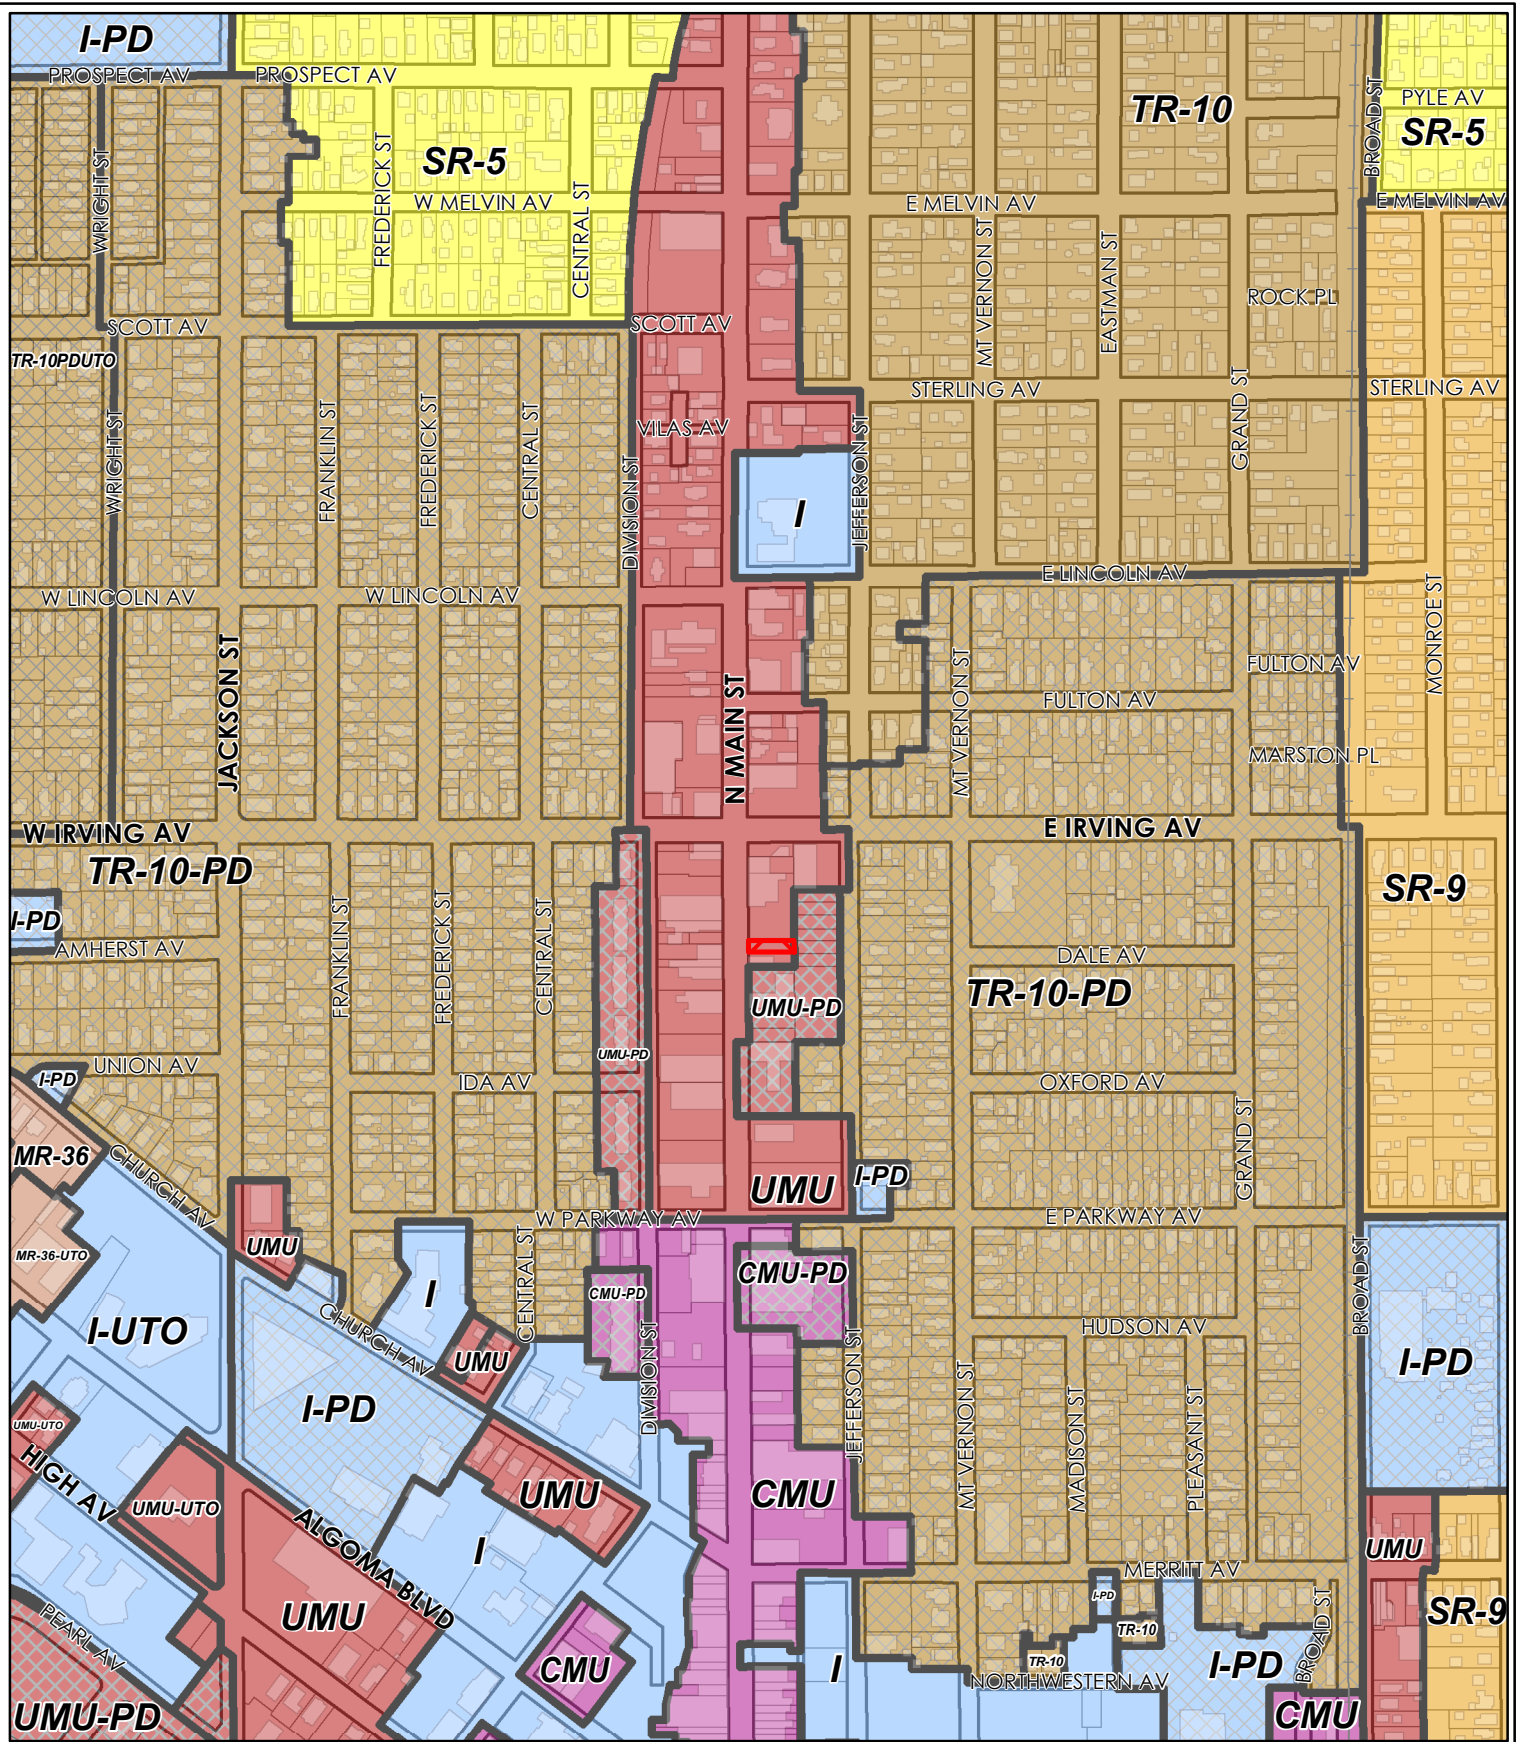 I-PD
PROSPECT AV
PROSPECT AV
TR-10
PYLE AV
SR-5
SR-5
BROAD ST
WRIGHT ST
FREDERICK ST
W MELVIN AV
CENTRAL ST
E MELVIN AV
E MELVIN AV
MT VERNON ST
EASTMAN ST
ROCK PL
SCOTT AV
SCOTT AV
TR-10PDUTO
STERLING AV
STERLING AV
WRIGHT ST
FRANKLIN ST
FREDERICK ST
CENTRAL ST
VILAS AV
DIVISION ST
JEFFERSON ST
GRAND ST
I
E LINCOLN AV
W LINCOLN AV
W LINCOLN AV
MONROE ST
JACKSON ST
N MAIN ST
MT VERNON ST
FULTON AV
FULTON AV
MARSTON PL
W IRVING AV
E IRVING AV
TR-10-PD
SR-9
I-PD
AMHERST AV
FRANKLIN ST
FREDERICK ST
CENTRAL ST
DALE AV
TR-10-PD
UMU-PD
UMU-PD
UNION AV
I-PD
IDA AV
OXFORD AV
MR-36
CHURCH AV
UMU
I-PD
GRAND ST
W PARKWAY AV
E PARKWAY AV
MR-36-UTO
UMU
CENTRAL ST
CMU-PD
CMU-PD
I
I-UTO
CHURCH AV
HUDSON AV
BROAD ST
UMU
DIVISION ST
JEFFERSON ST
MT VERNON ST
MADISON ST
PLEASANT ST
I-PD
I-PD
UMU-UTO
HIGH AV
UMU-UTO
UMU
CMU
ALGOMA BLVD
I
UMU
MERRITT AV
I-PD
UMU
PEARL AV
TR-10
SR-9
BROAD ST
CMU
I
TR-10
NORTHWESTERN AV
I-PD
UMU-PD
CMU